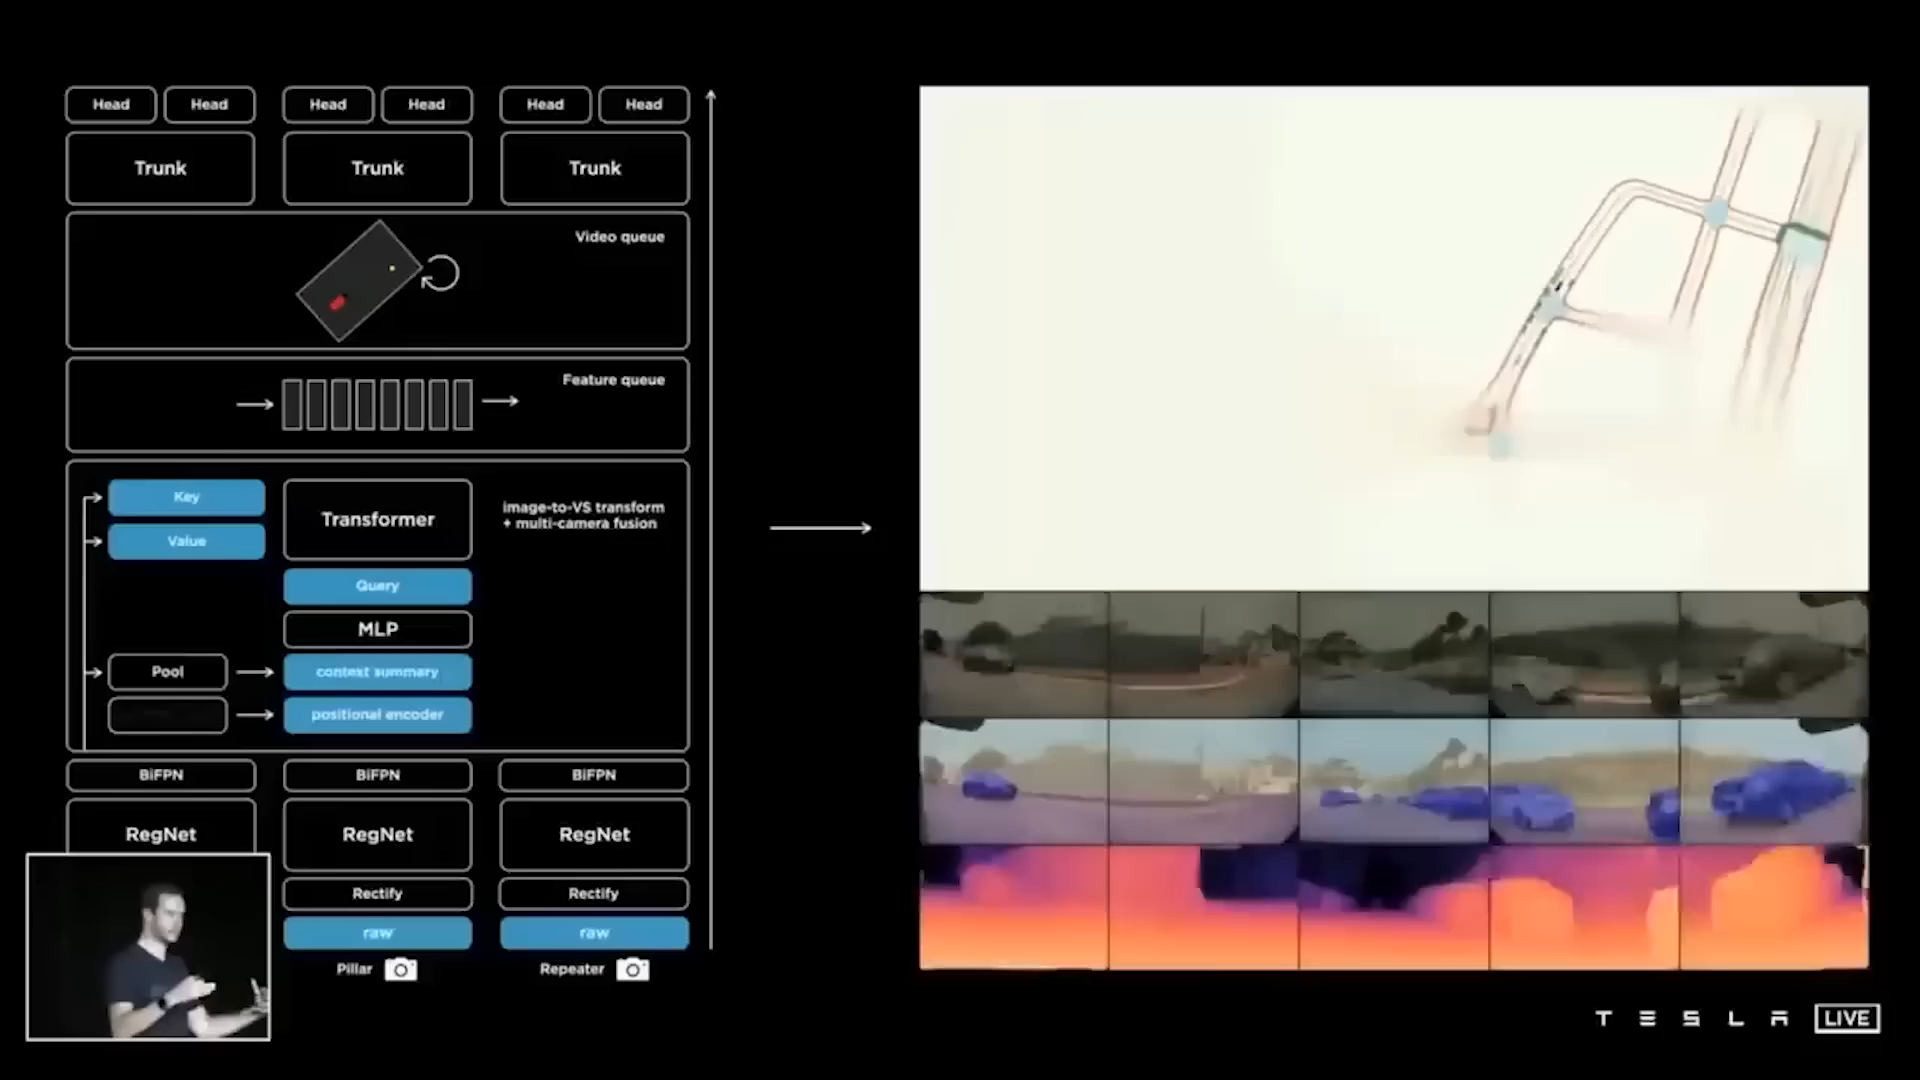 Head Head Head Head Head Head
Trunk Trunk Trunk
Video queue
Feature queue
Key
Value
Transformer
image-to-VS transform
+ multi-camera fusion
Query
MLP
Pool
context summary
positional encoder
BiFPN BiFPN BiFPN
RegNet RegNet RegNet
Rectify Rectify
raw raw
Pillar Repeater
TESLA LIVE